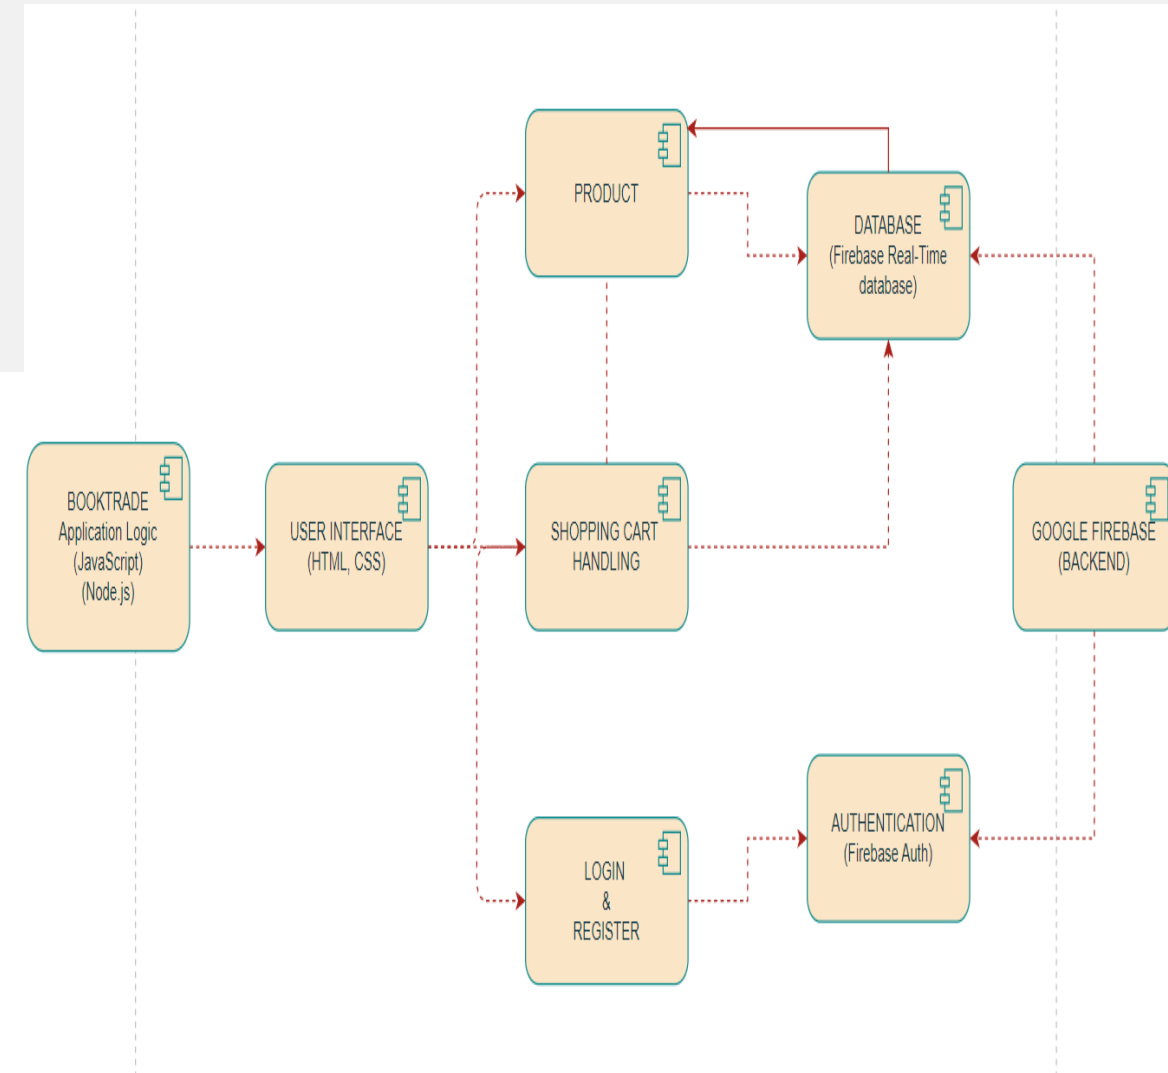 PRODUCT
DATABASE
(Firebase Real-Time
database)
BOOKTRADE
Application Logic
(JavaScript)
(Node.js)
USER INTERFACE
(HTML, CSS)
SHOPPING CART
HANDLING
GOOGLE FIREBASE
(BACKEND)
LOGIN
&
REGISTER
AUTHENTICATION
(Firebase Auth)